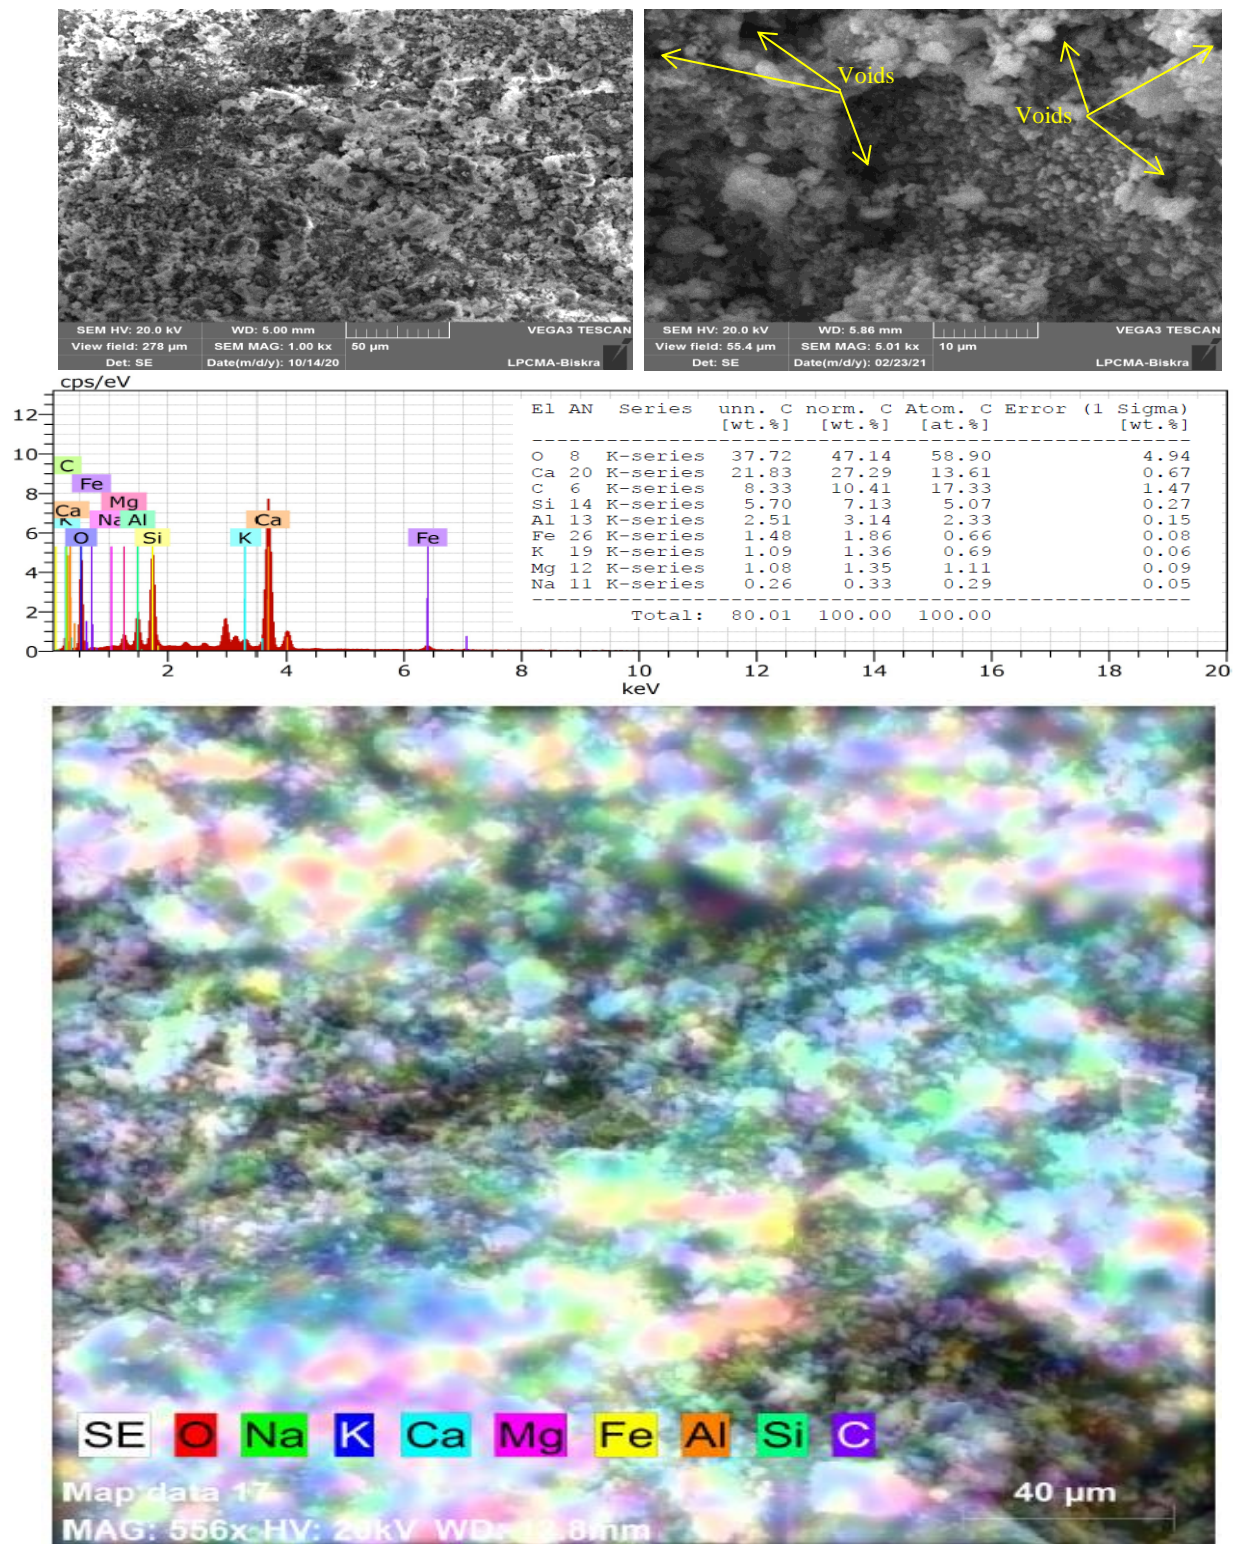 Voids
Voids
SEM HV: 20.0 kV WD: 5.00 mm VEGA3 TESCAN
View field: 278 µm SEM MAG: 1.00 kx 50 µm
Det: SE Date(m/d/y): 10/14/20 LPCMA-Biskra
SEM HV: 20.0 kV WD: 5.86 mm VEGA3 TESCAN
View field: 55.4 µm SEM MAG: 5.01 kx 10 µm
Det: SE Date(m/d/y): 02/23/21 LPCMA-Biskra
cps/eV
El AN Series unn. C norm. C Atom. C Error (1 Sigma)
[wt.%] [wt.%] [at.%] [wt.%]
O 8 K-series 37.72 47.14 58.90 4.94
Ca 20 K-series 21.83 27.29 13.61 0.67
C 6 K-series 8.33 10.41 17.33 1.47
Si 14 K-series 5.70 7.13 5.07 0.27
Al 13 K-series 2.51 3.14 2.33 0.15
Fe 26 K-series 1.48 1.86 0.66 0.08
K 19 K-series 1.09 1.36 0.69 0.06
Mg 12 K-series 1.08 1.35 1.11 0.09
Na 11 K-series 0.26 0.33 0.29 0.05
Total: 80.01 100.00 100.00
12
10
8
6
4
2
0
C
Fe
Mg
Ca
K Na Al Ca
O Si K Fe
2 4 6 8 10 12 14 16 18 20
keV
SE O Na K Ca Mg Fe Al Si C
Map data 17
40 µm
MAG: 556x HV: 20kV WD: